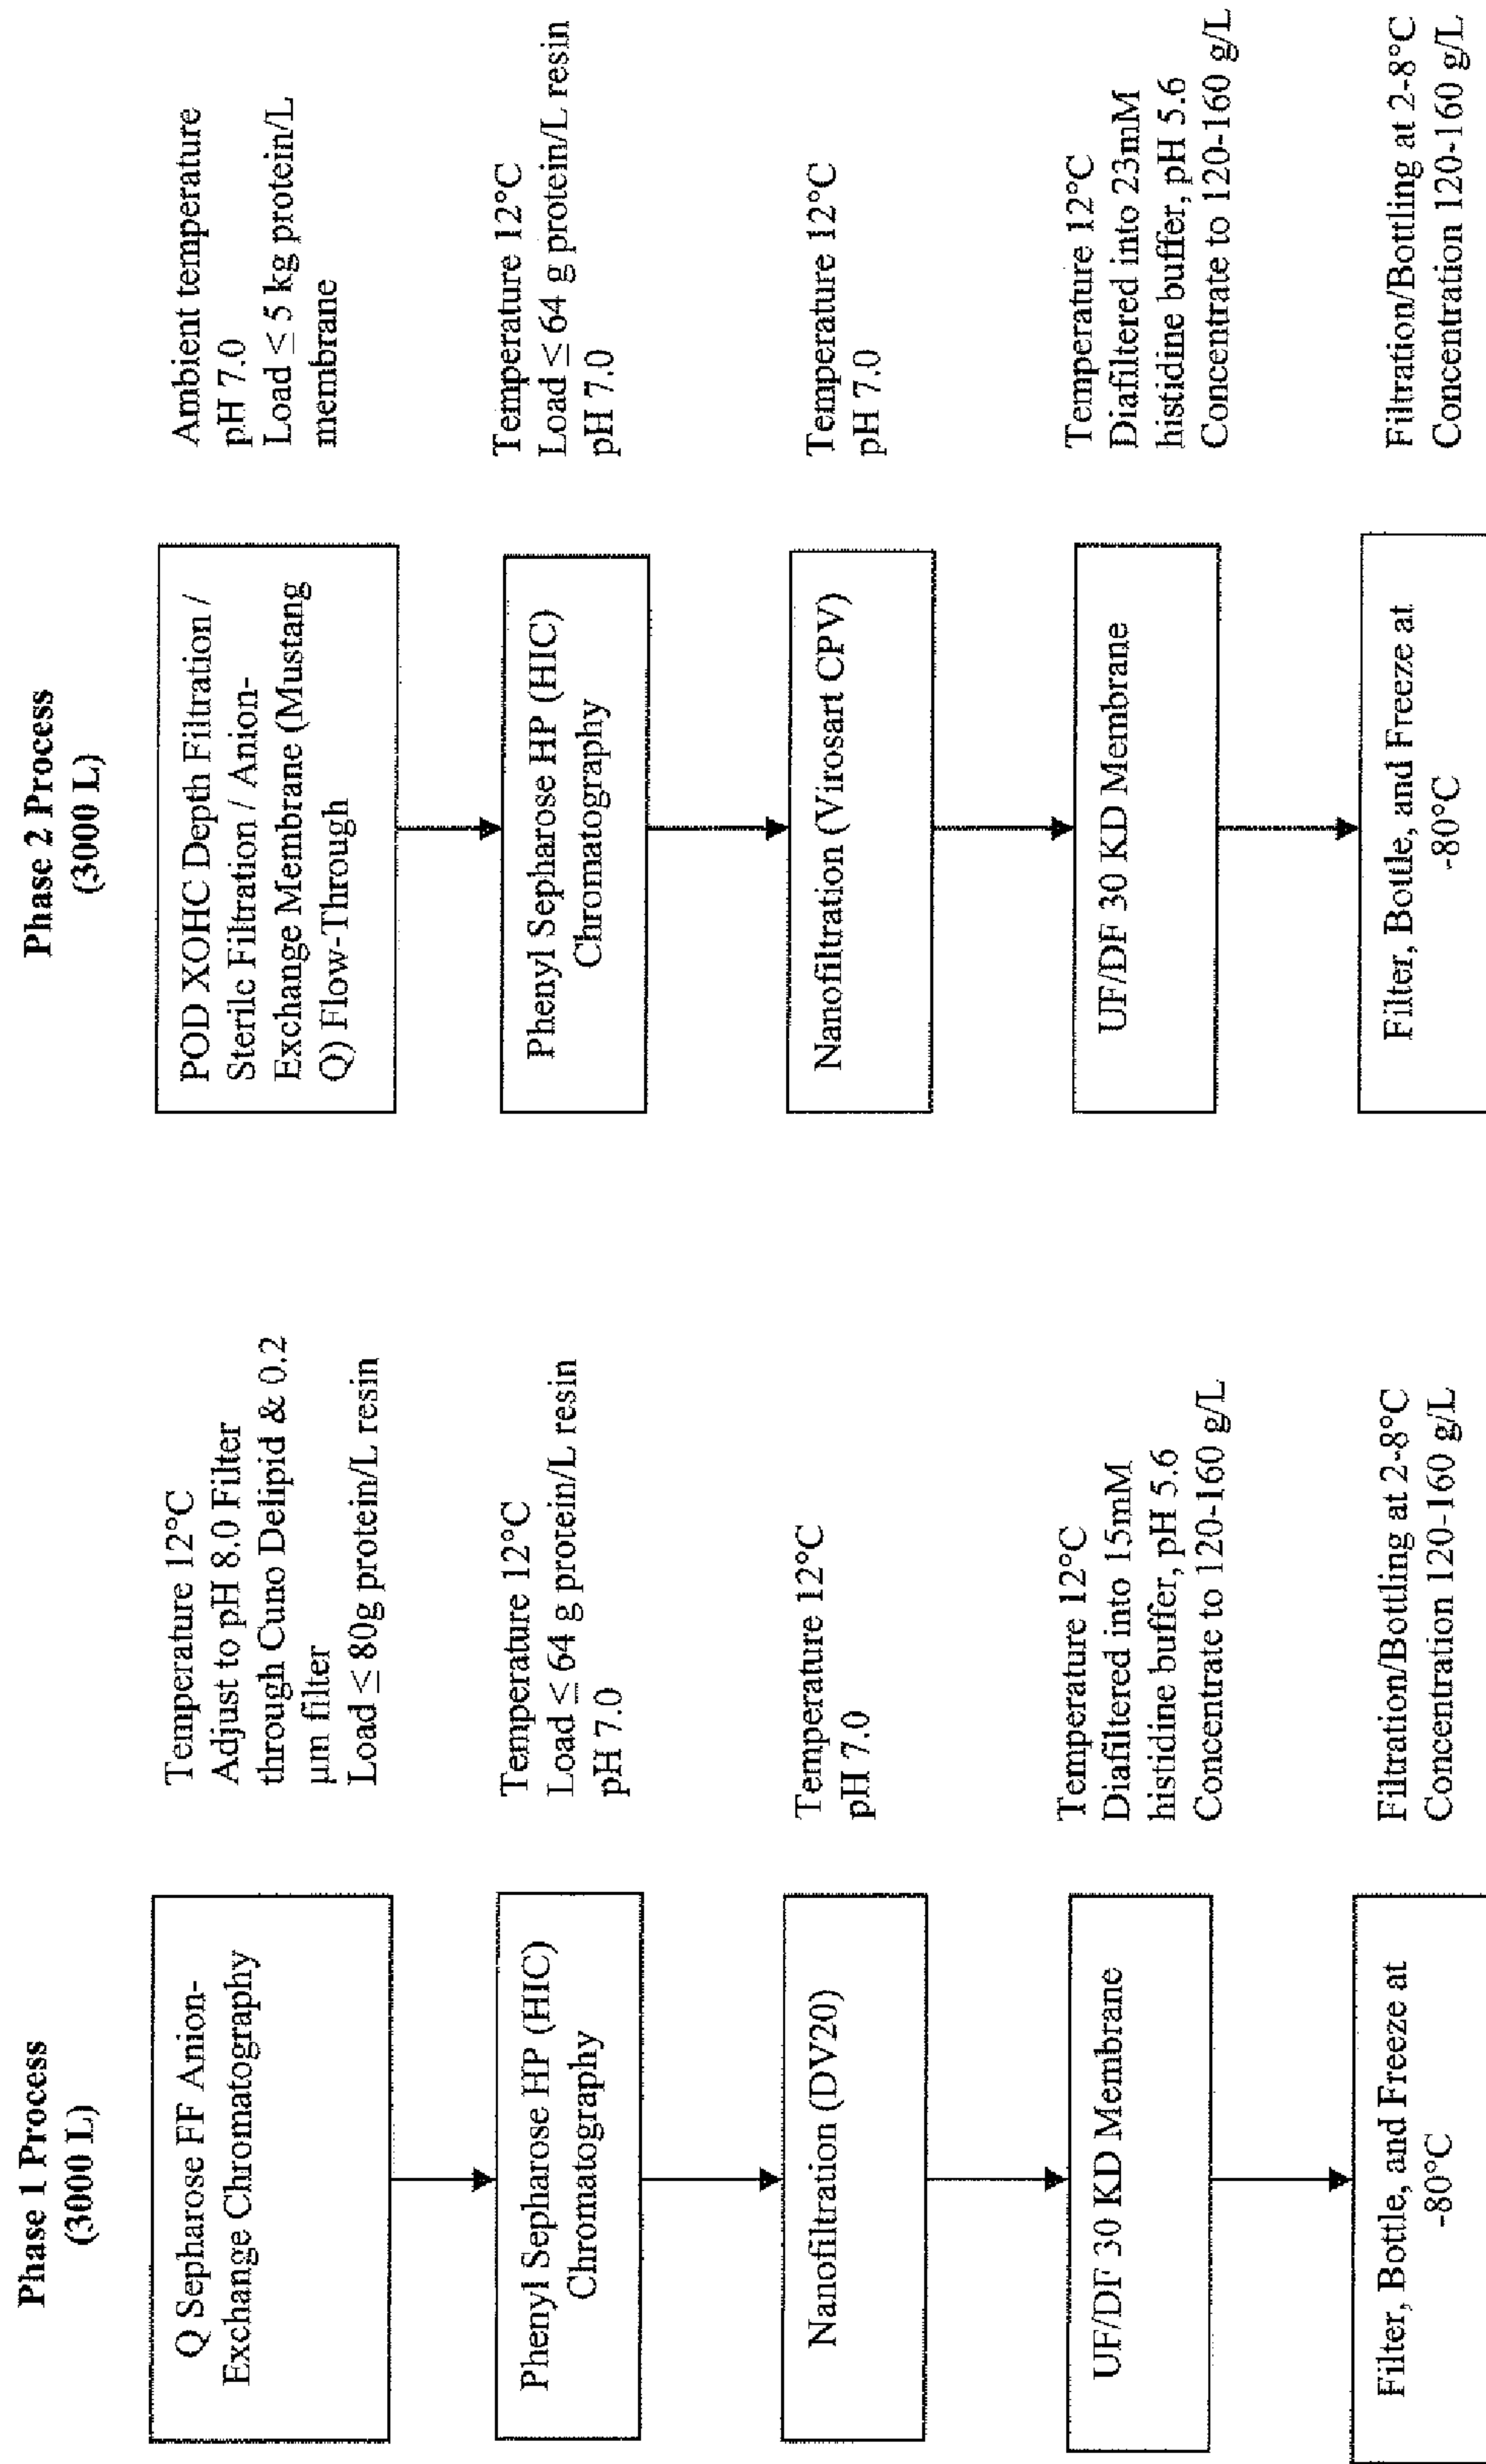 Phase 1 Process
(3000 L)
Q Sepharose FF Anion-
Exchange Chromatography
Temperature 12°C
Adjust to pH 8.0 Filter
through Cuno Delipid & 0.2
µm filter
Load ≤ 80g protein/L resin
Phenyl Sepharose HP (HIC)
Chromatography
Temperature 12°C
Load ≤ 64 g protein/L resin
pH 7.0
Nanofiltration (DV20)
Temperature 12°C
pH 7.0
UF/DF 30 KD Membrane
Temperature 12°C
Diafiltered into 15mM
histidine buffer, pH 5.6
Concentrate to 120-160 g/L
Filter, Bottle, and Freeze at
-80°C
Filtration/Bottling at 2-8°C
Concentration 120-160 g/L
Phase 2 Process
(3000 L)
POD XOHC Depth Filtration /
Sterile Filtration / Anion-
Exchange Membrane (Mustang
Q) Flow-Through
Ambient temperature
pH 7.0
Load ≤ 5 kg protein/L
membrane
Phenyl Sepharose HP (HIC)
Chromatography
Temperature 12°C
Load ≤ 64 g protein/L resin
pH 7.0
Nanofiltration (Virosart CPV)
Temperature 12°C
pH 7.0
UF/DF 30 KD Membrane
Temperature 12°C
Diafiltered into 23mM
histidine buffer, pH 5.6
Concentrate to 120-160 g/L
Filter, Bottle, and Freeze at
-80°C
Filtration/Bottling at 2-8°C
Concentration 120-160 g/L